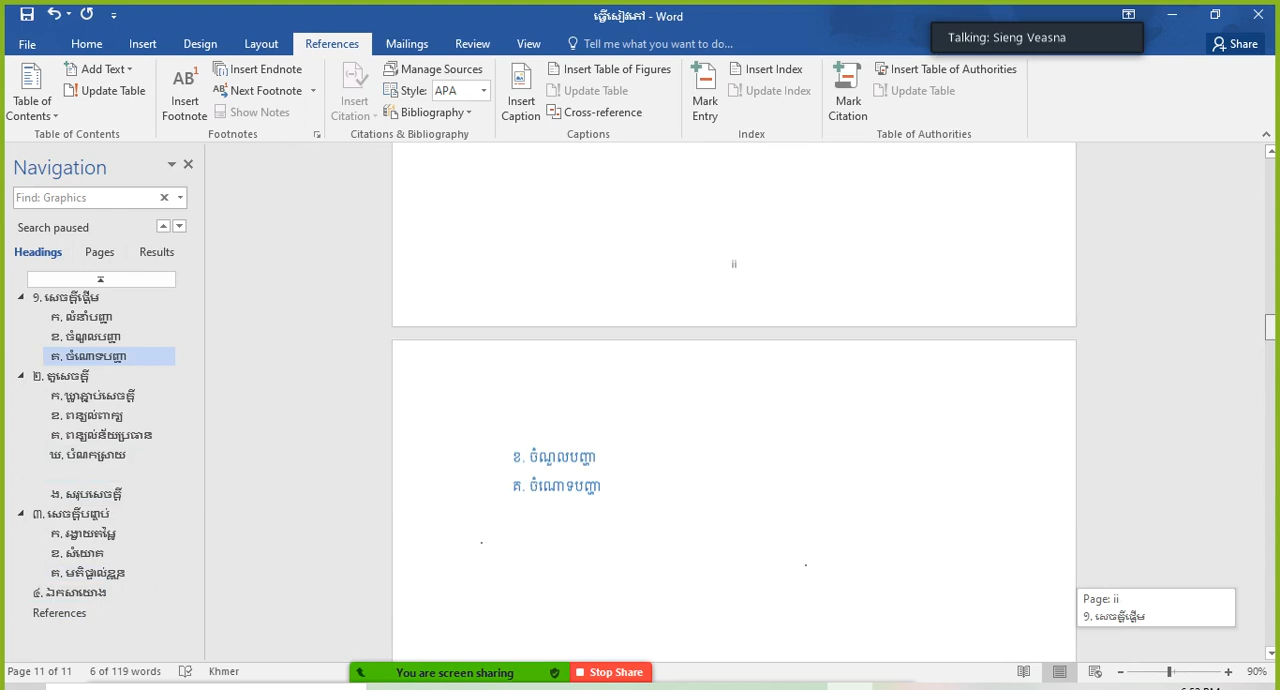 ធ្វើសៀវភៅ - Word
Talking: Sieng Veasna
File Home Insert Design Layout References Mailings Review View Tell me what you want to do... Share
Table of Contents
Add Text
Update Table
Table of Contents
AB1
Insert Footnote
Insert Endnote
Next Footnote
Show Notes
Footnotes
Insert Citation
Manage Sources
Style: APA
Bibliography
Citations & Bibliography
Insert Caption
Insert Table of Figures
Update Table
Cross-reference
Captions
Mark Entry
Insert Index
Update Index
Index
Mark Citation
Insert Table of Authorities
Update Table
Table of Authorities
Navigation
Find: Graphics
Search paused
Headings Pages Results
១. សេចក្ដីផ្ដើម
ក. លំនាំបញ្ហា
ខ. ចំណូលបញ្ហា
គ. ចំណោទបញ្ហា
២. តួសេចក្ដី
ក. ឃ្លាភ្ជាប់សេចក្ដី
ខ. ពន្យល់ពាក្យ
គ. ពន្យល់ន័យប្រធាន
ឃ. បំណកស្រាយ
ង. សរុបសេចក្ដី
៣. សេចក្ដីបញ្ចប់
ក. រង្វាយតម្លៃ
ខ. សំយោគ
គ. មតិផ្ទាល់ខ្លួន
៤. ឯកសាយោង
References
ii
ខ. ចំណូលបញ្ហា
គ. ចំណោទបញ្ហា
Page: ii
១. សេចក្ដីផ្ដើម
Page 11 of 11 6 of 119 words Khmer
You are screen sharing Stop Share
90%